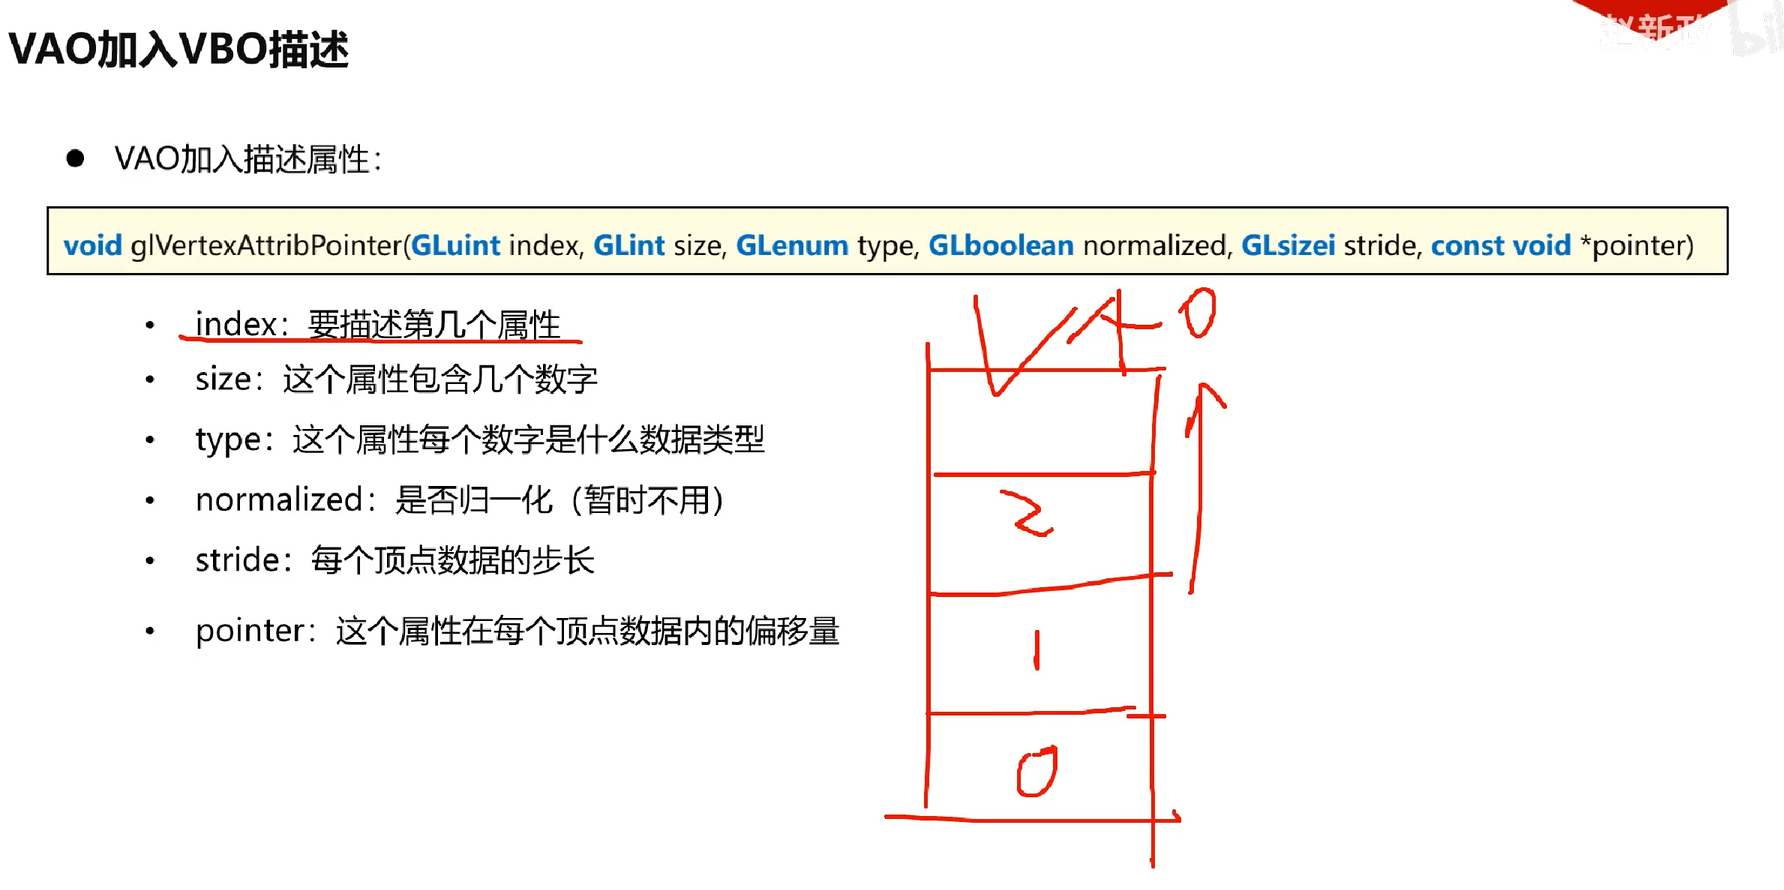 赵新政 bili
VAO加入VBO描述
● VAO加入描述属性：
void glVertexAttribPointer(GLuint index, GLint size, GLenum type, GLboolean normalized, GLsizei stride, const void *pointer)
• index：要描述第几个属性
• size：这个属性包含几个数字
• type：这个属性每个数字是什么数据类型
• normalized：是否归一化（暂时不用）
• stride：每个顶点数据的步长
• pointer：这个属性在每个顶点数据内的偏移量
VAO
2
1
0